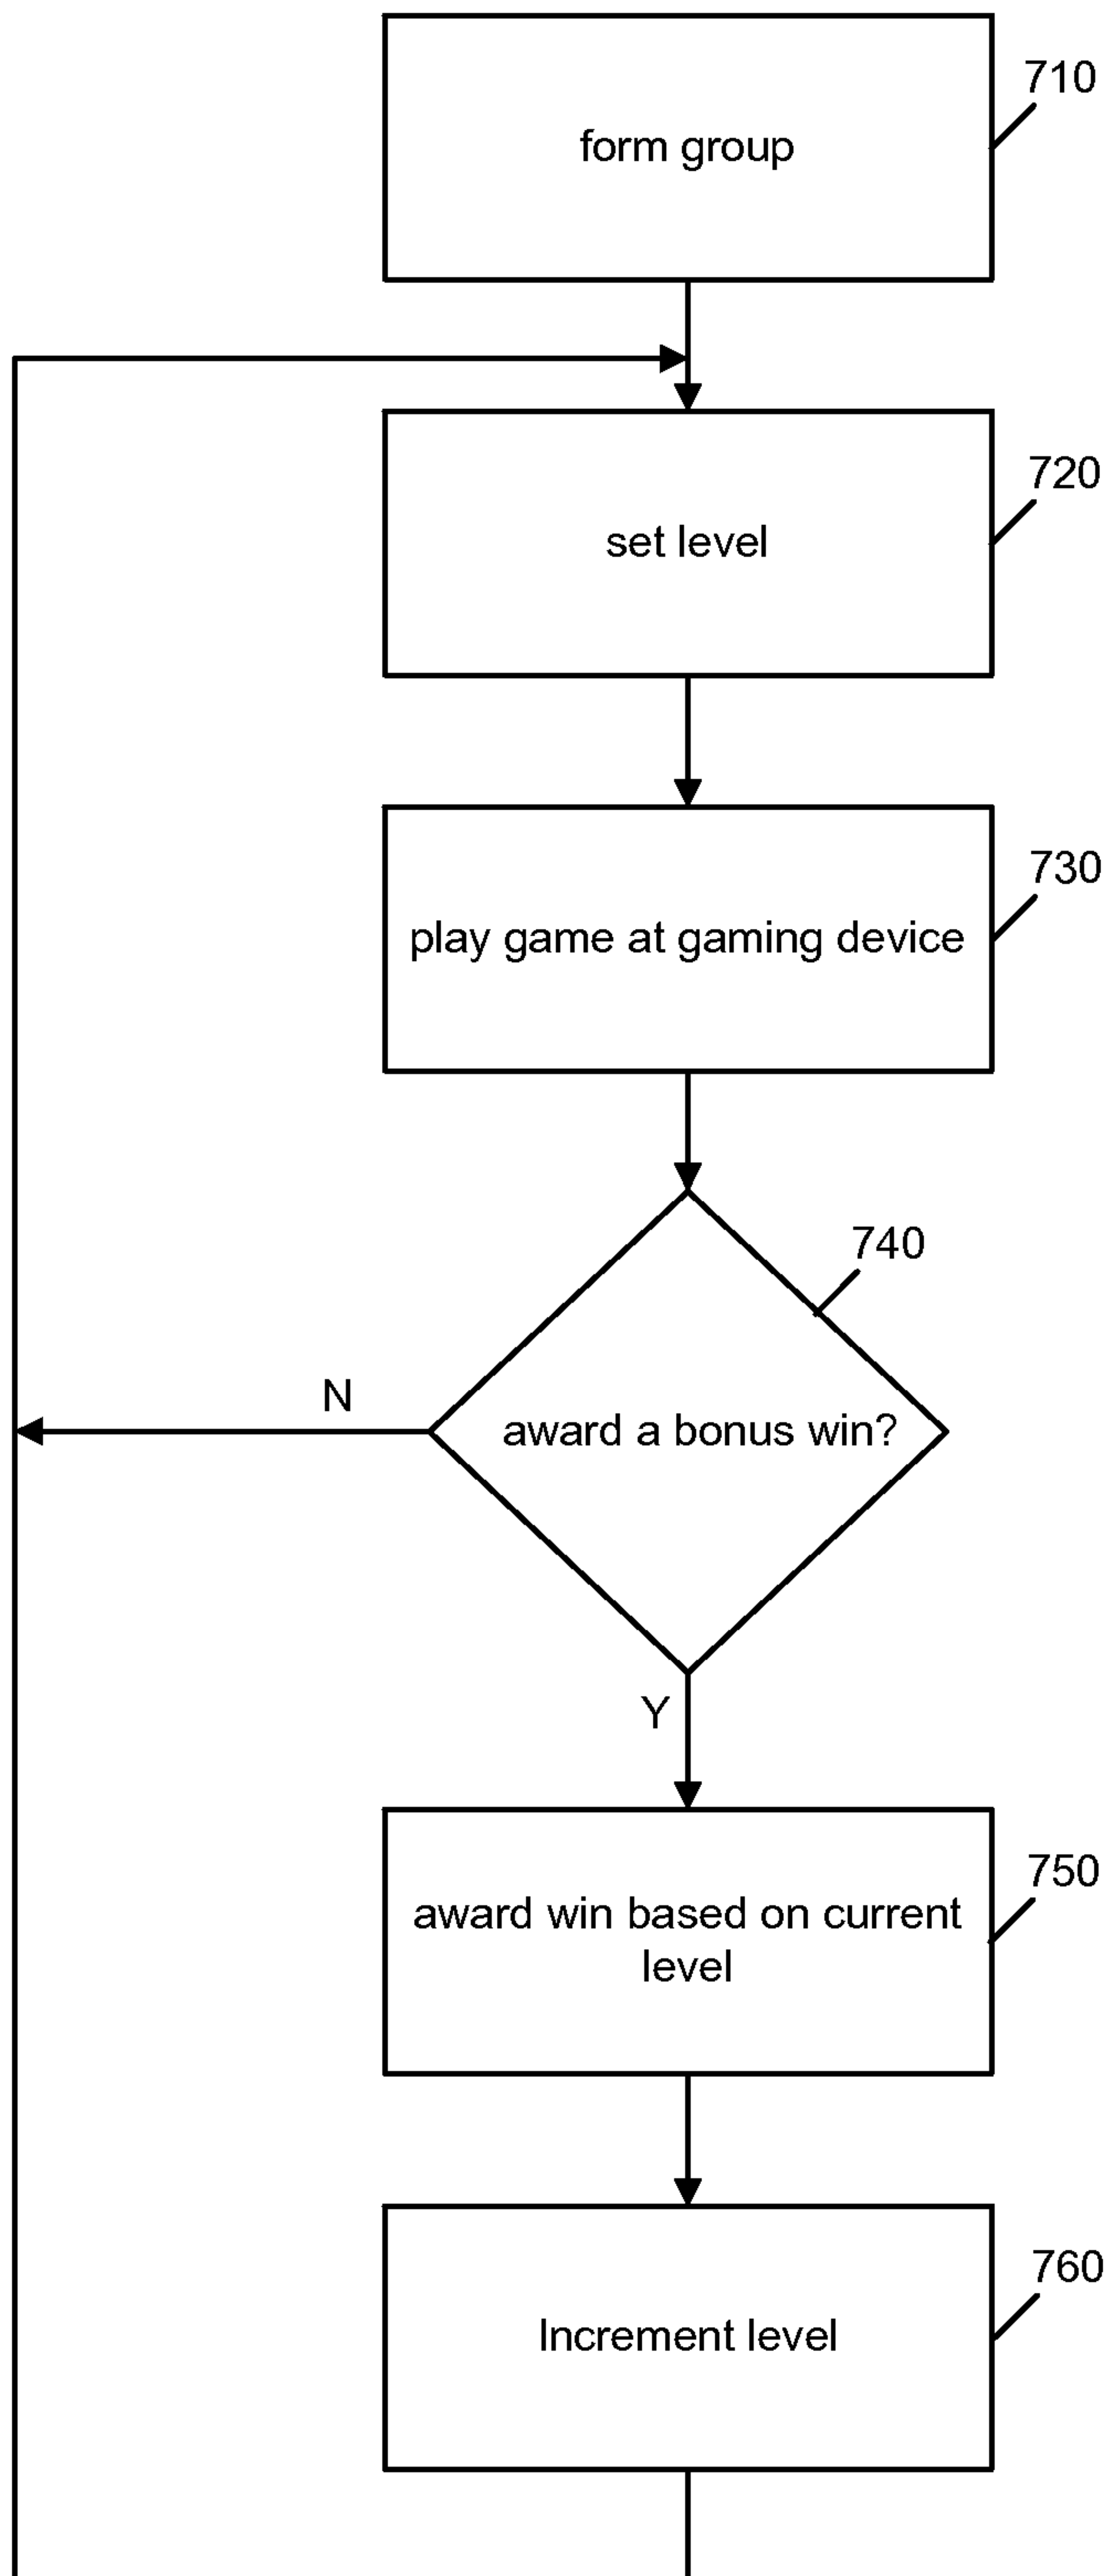 form group
710
set level
720
play game at gaming device
730
740
award a bonus win?
N
Y
award win based on current
level
750
Increment level
760